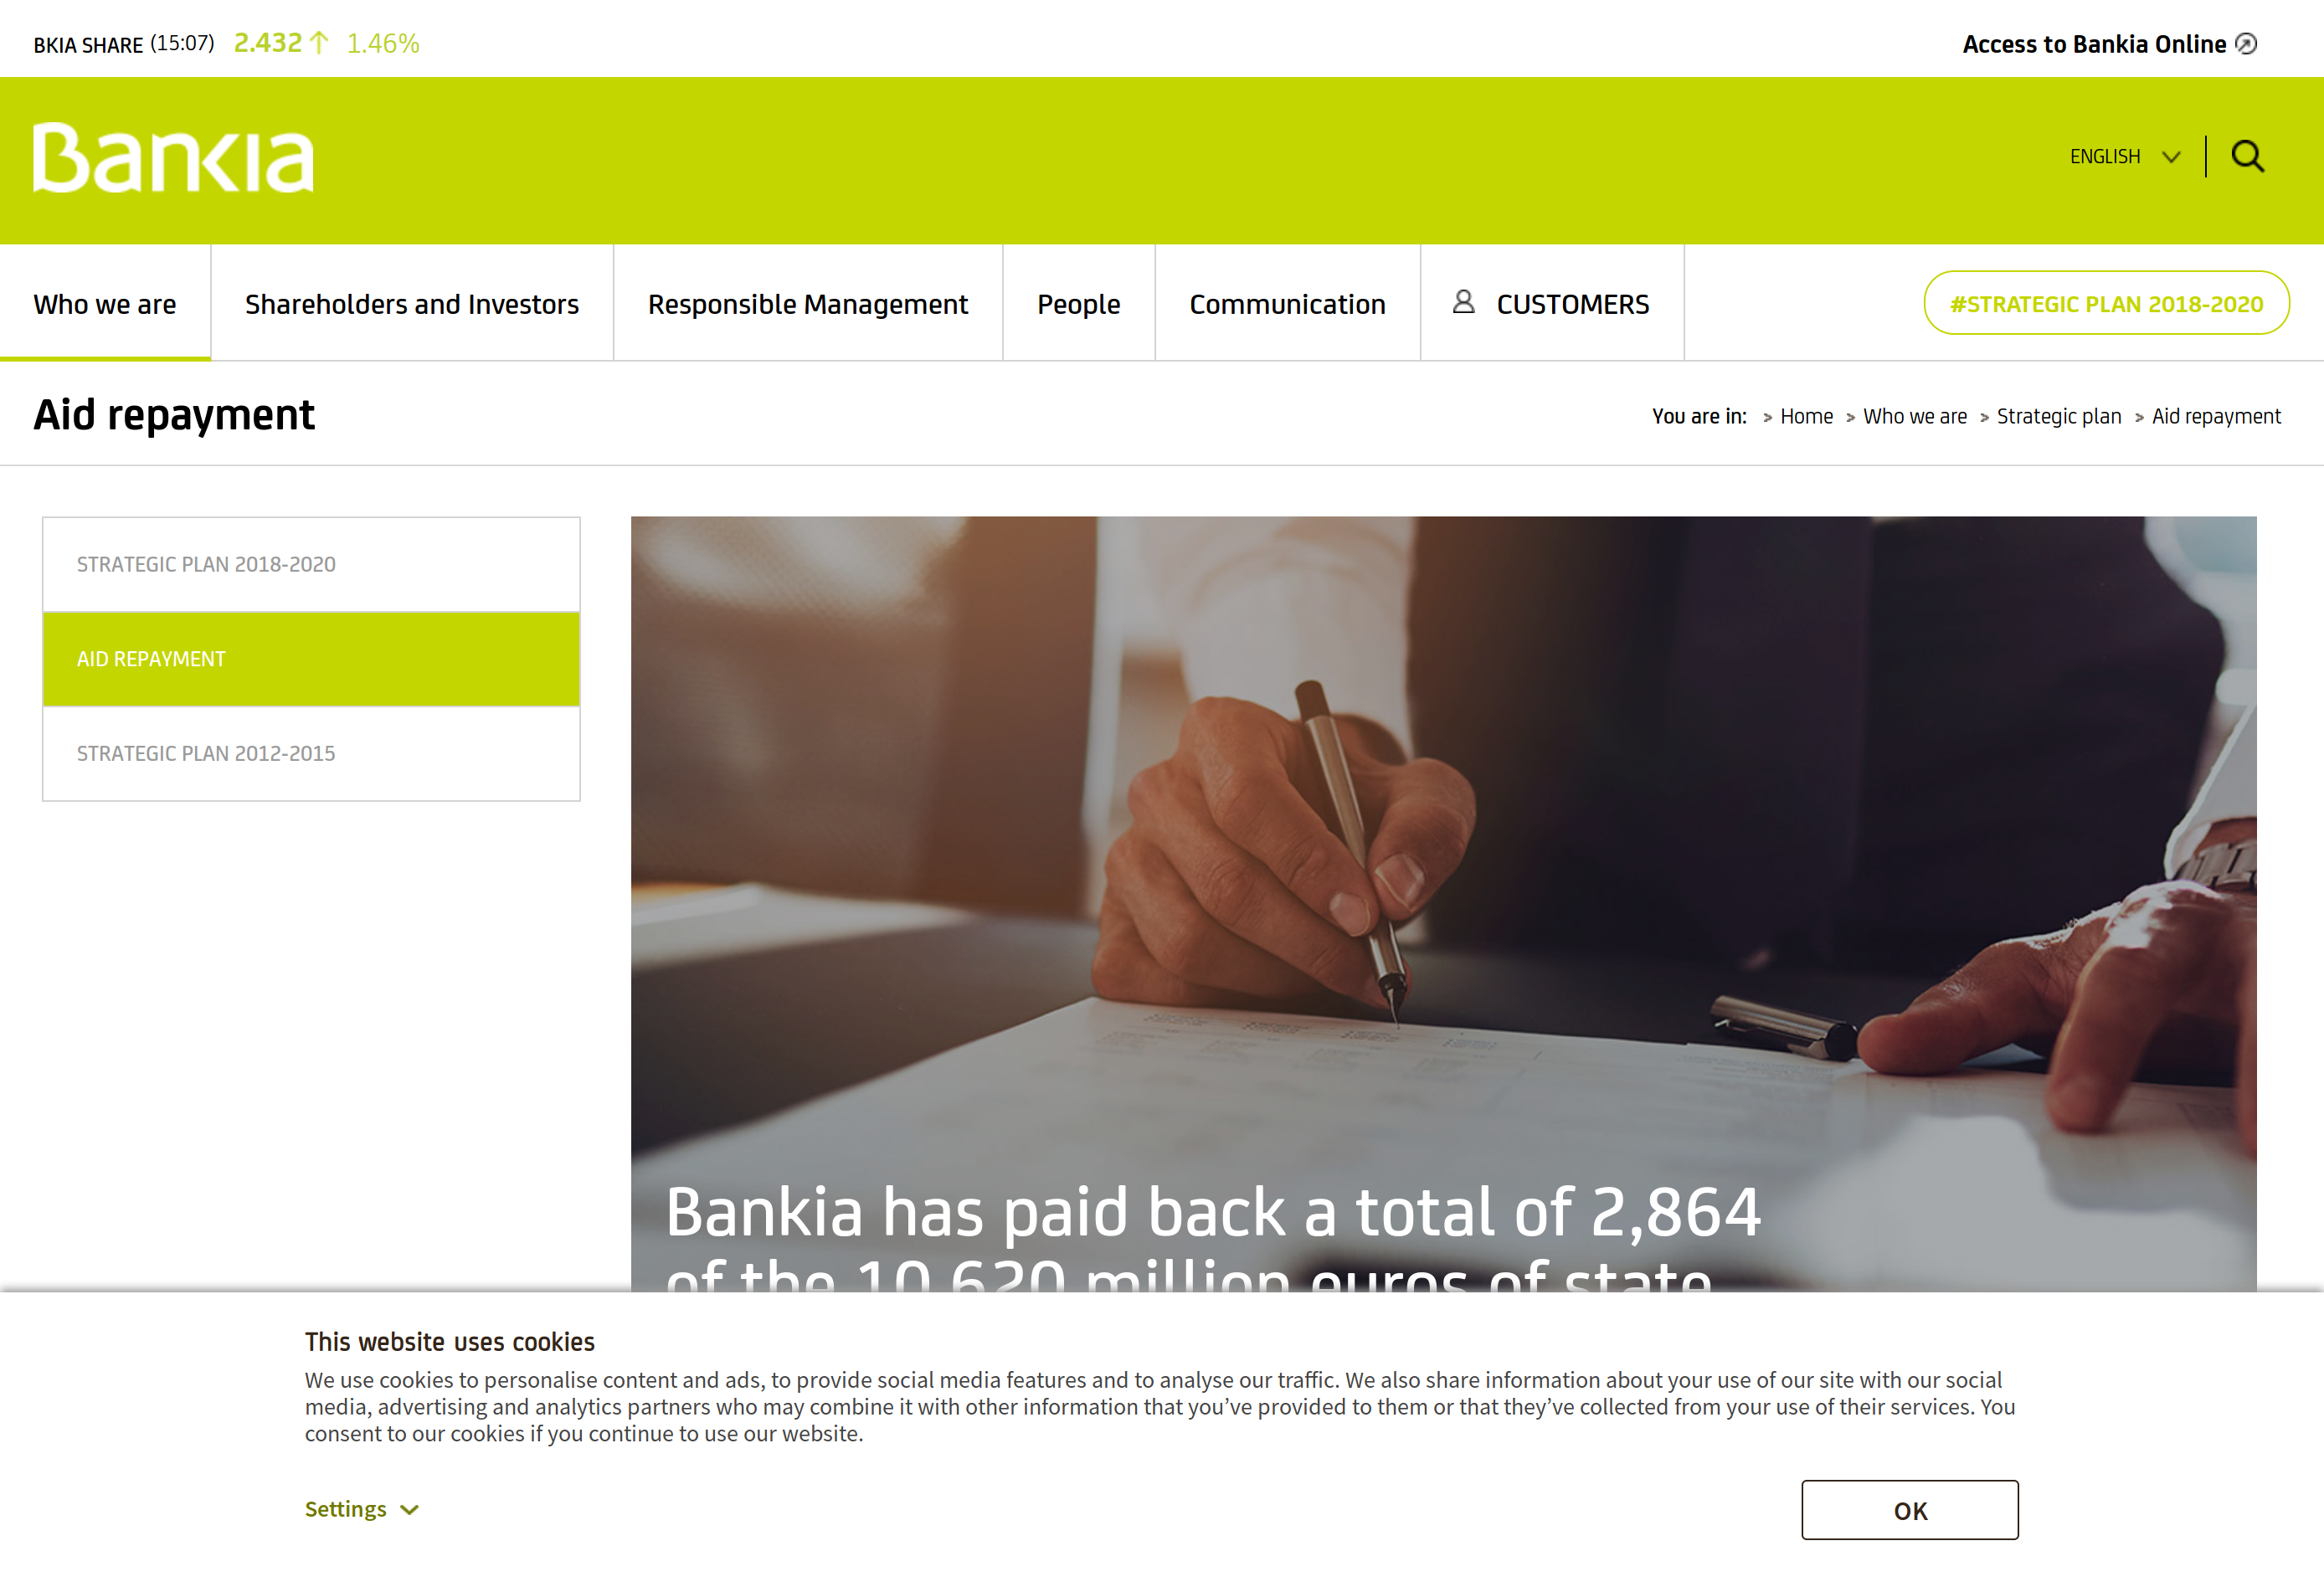 BKIA SHARE (15:07) 2.432 1.46%
Access to Bankia Online
Bankia
ENGLISH
Who we are
Shareholders and Investors
Responsible Management
People
Communication
CUSTOMERS
#STRATEGIC PLAN 2018-2020
Aid repayment
You are in: > Home > Who we are > Strategic plan > Aid repayment
STRATEGIC PLAN 2018-2020
AID REPAYMENT
STRATEGIC PLAN 2012-2015
Bankia has paid back a total of 2,864
of the 10,620 million euros of state
This website uses cookies
We use cookies to personalise content and ads, to provide social media features and to analyse our traffic. We also share information about your use of our site with our social
media, advertising and analytics partners who may combine it with other information that you’ve provided to them or that they’ve collected from your use of their services. You
consent to our cookies if you continue to use our website.
Settings
OK